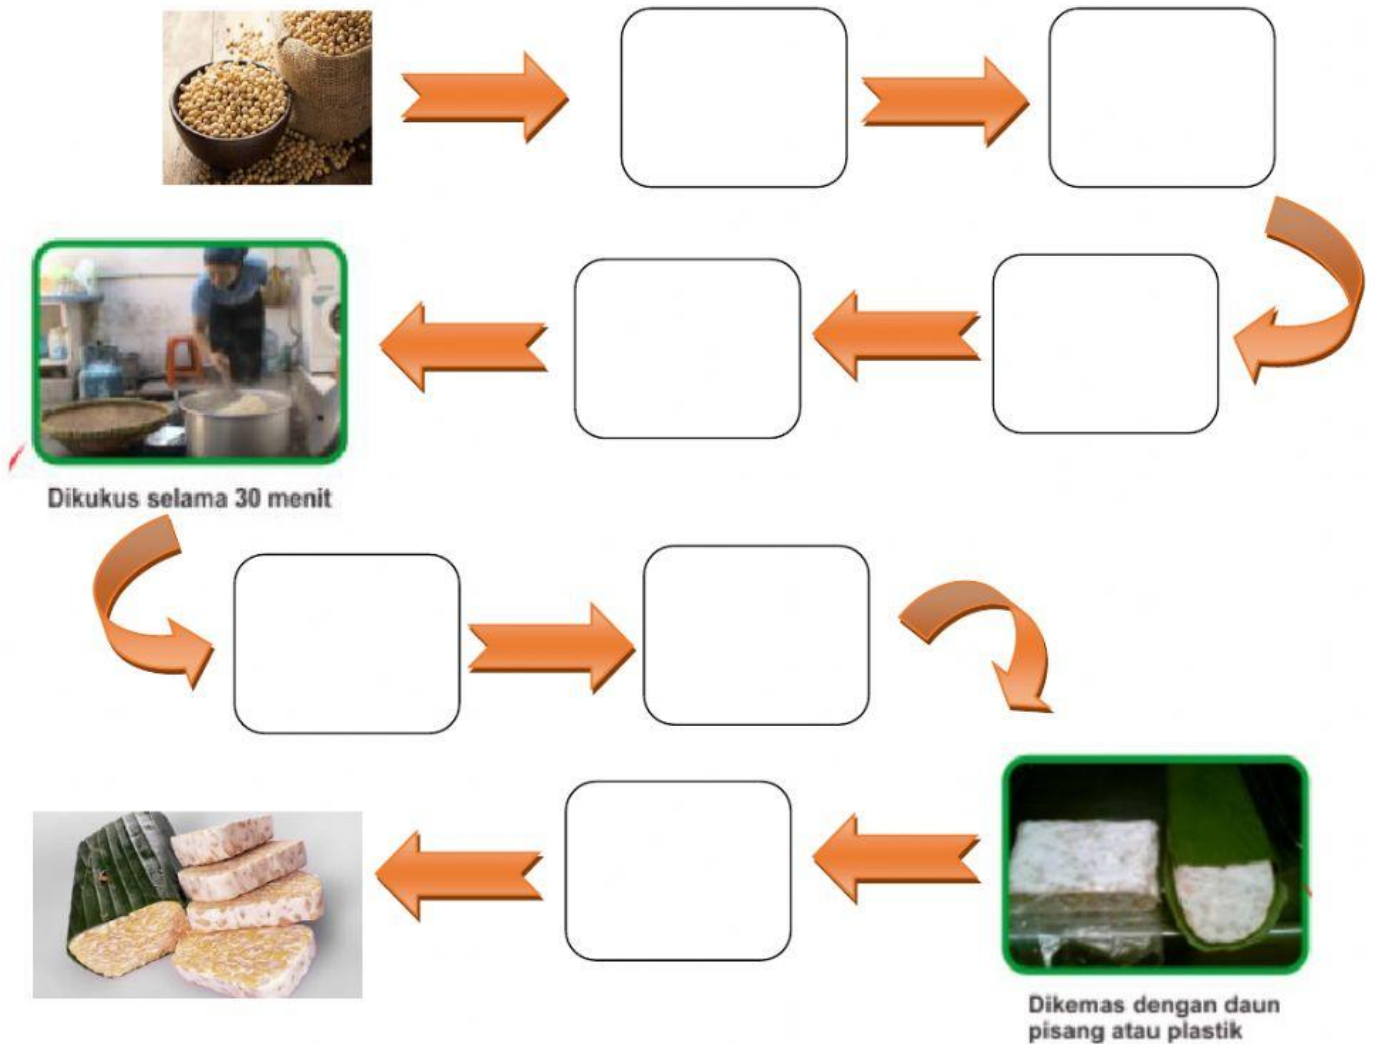 Dikukus selama 30 menit
Dikemas dengan daun
pisang atau plastik